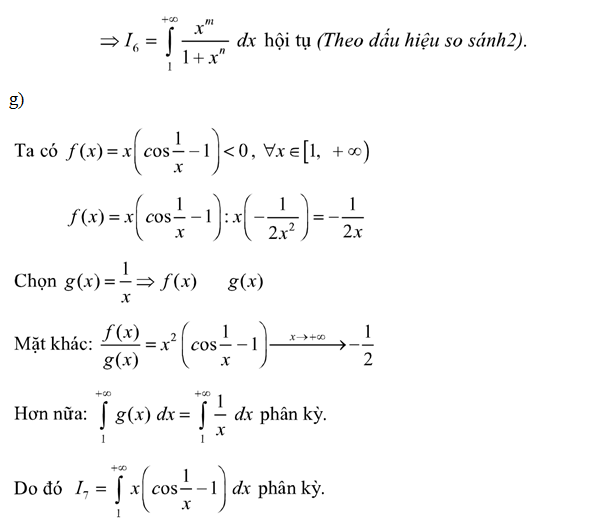 ⇒ I₆ = ∫₁^{+∞} x^m / (1 + x^n) dx hội tụ (Theo dấu hiệu so sánh2).
g)
Ta có f(x) = x(cos 1/x − 1) < 0, ∀x ∈ [1, +∞)
f(x) = x(cos 1/x − 1) : x(−1/(2x²)) = −1/(2x)
Chọn g(x) = 1/x ⇒ f(x) g(x)
Mặt khác: f(x)/g(x) = x²(cos 1/x − 1) —x→+∞→ −1/2
Hơn nữa: ∫₁^{+∞} g(x) dx = ∫₁^{+∞} 1/x dx phân kỳ.
Do đó I₇ = ∫₁^{+∞} x(cos 1/x − 1) dx phân kỳ.